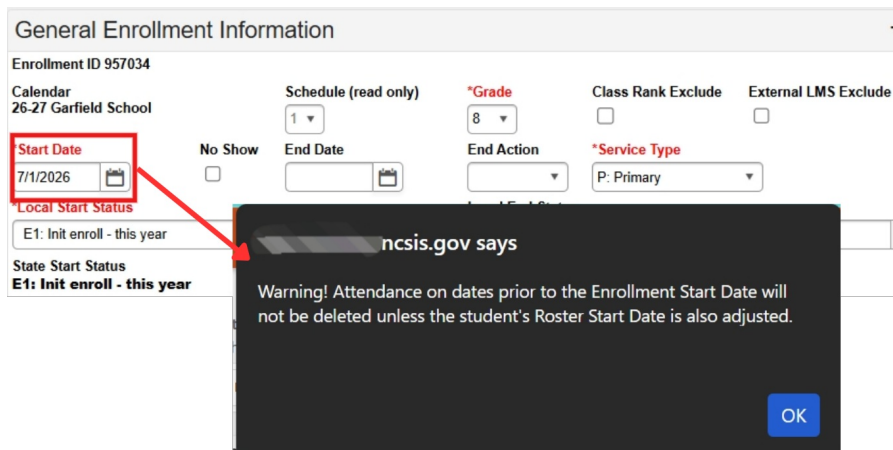 General Enrollment Information
Enrollment ID 957034
Calendar
26-27 Garfield School
Schedule (read only)
1
*Grade
8
Class Rank Exclude
External LMS Exclude
*Start Date
7/1/2026
No Show
End Date
End Action
*Service Type
P: Primary
*Local Start Status
E1: Init enroll - this year
State Start Status
E1: Init enroll - this year
ncsis.gov says
Warning! Attendance on dates prior to the Enrollment Start Date will
not be deleted unless the student's Roster Start Date is also adjusted.
OK